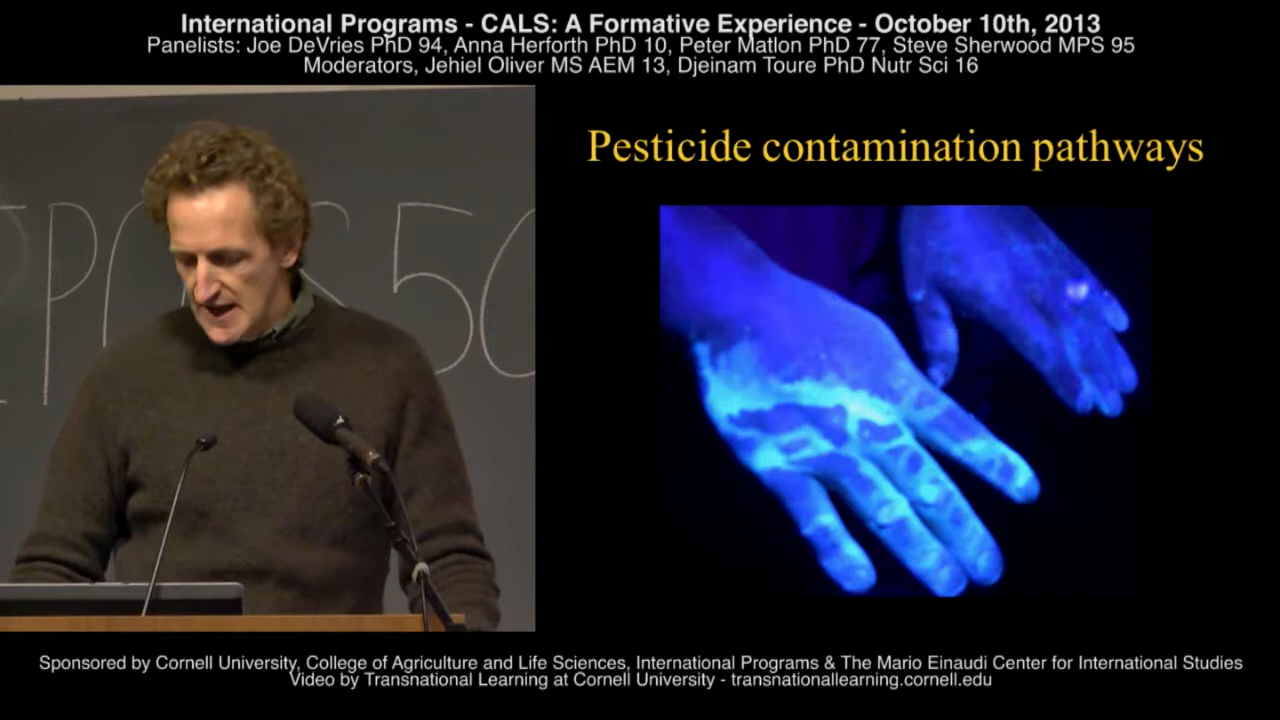 International Programs - CALS: A Formative Experience - October 10th, 2013
Panelists: Joe DeVries PhD 94, Anna Herforth PhD 10, Peter Matlon PhD 77, Steve Sherwood MPS 95
Moderators, Jehiel Oliver MS AEM 13, Djeinam Toure PhD Nutr Sci 16
Pesticide contamination pathways
Sponsored by Cornell University, College of Agriculture and Life Sciences, International Programs & The Mario Einaudi Center for International Studies
Video by Transnational Learning at Cornell University - transnationallearning.cornell.edu